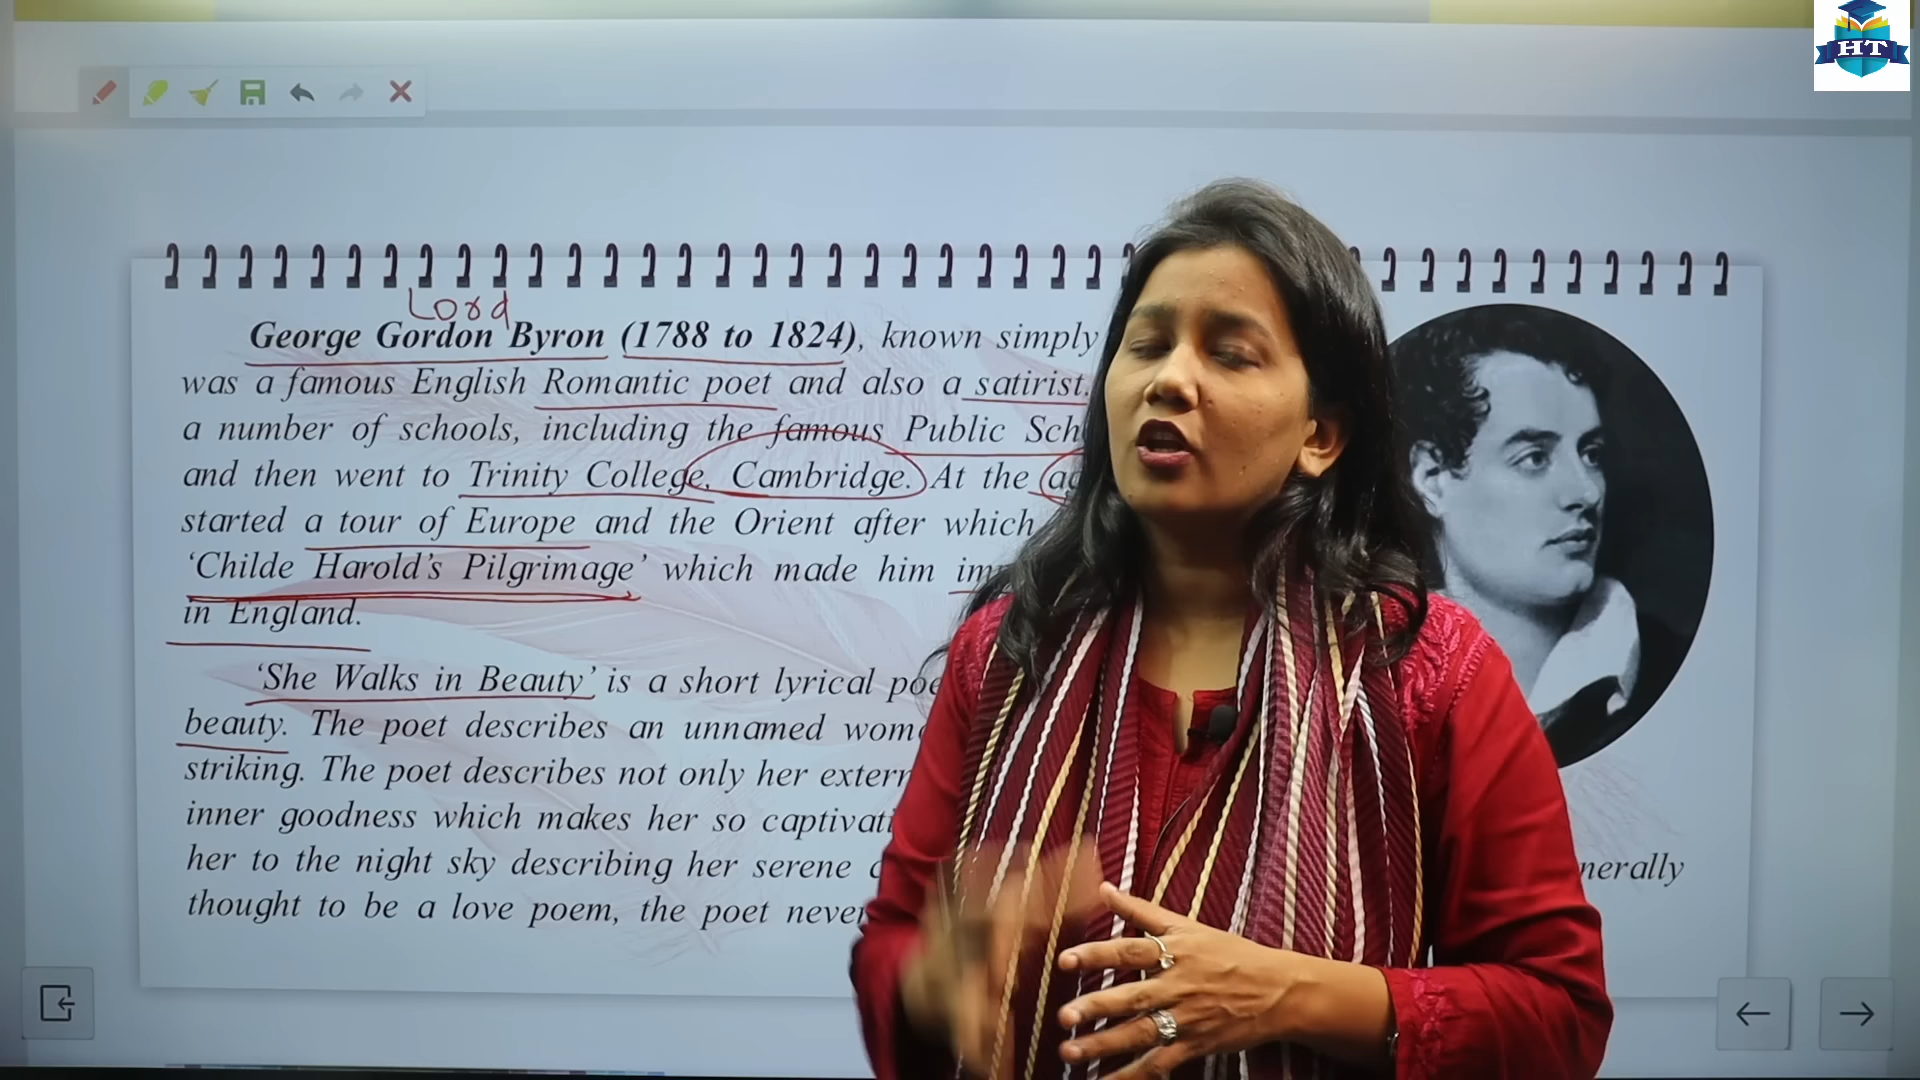 HT
Lord
George Gordon Byron (1788 to 1824), known simply
was a famous English Romantic poet and also a satirist.
a number of schools, including the famous Public Sch
and then went to Trinity College, Cambridge. At the
started a tour of Europe and the Orient after which
‘Childe Harold’s Pilgrimage’ which made him
in England.
‘She Walks in Beauty’ is a short lyrical
beauty. The poet describes an unnamed
striking. The poet describes not only her
inner goodness which makes her so
her to the night sky describing her serene nerally
thought to be a love poem, the poet never